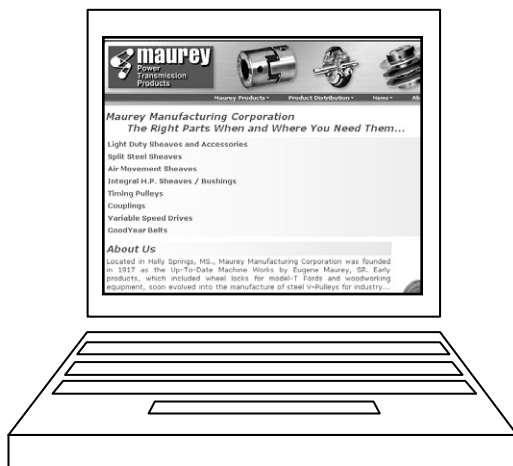 maurey
Power
Transmission
Products
Maurey Products Product Distribution News Ab
Maurey Manufacturing Corporation
The Right Parts When and Where You Need Them...
Light Duty Sheaves and Accessories
Split Steel Sheaves
Air Movement Sheaves
Integral H.P. Sheaves / Bushings
Timing Pulleys
Couplings
Variable Speed Drives
GoodYear Belts
About Us
Located in Holly Springs, MS., Maurey Manufacturing Corporation was founded
in 1917 as the Up-To-Date Machine Works by Eugene Maurey, SR. Early
products, which included wheel locks for model-T Fords and woodworking
equipment, soon evolved into the manufacture of steel V-Pulleys for industry...